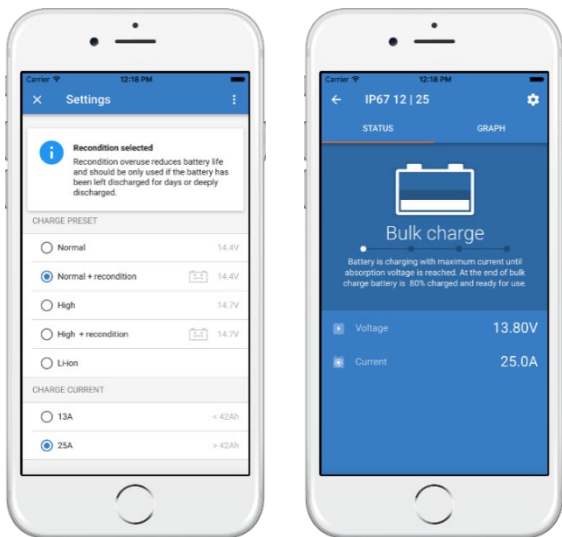 Carrier 12:18 PM
Settings
Recondition selected
Recondition overuse reduces battery life
and should be only used if the battery has
been left discharged for days or deeply
discharged.
CHARGE PRESET
Normal 14.4V
Normal + recondition 14.4V
High 14.7V
High + recondition 14.7V
Li-ion
CHARGE CURRENT
13A < 42Ah
25A > 42Ah
Carrier 12:18 PM
IP67 12 | 25
STATUS GRAPH
Bulk charge
Battery is charging with maximum current until
absorption voltage is reached. At the end of bulk
charge battery is 80% charged and ready for use.
Voltage 13.80V
Current 25.0A